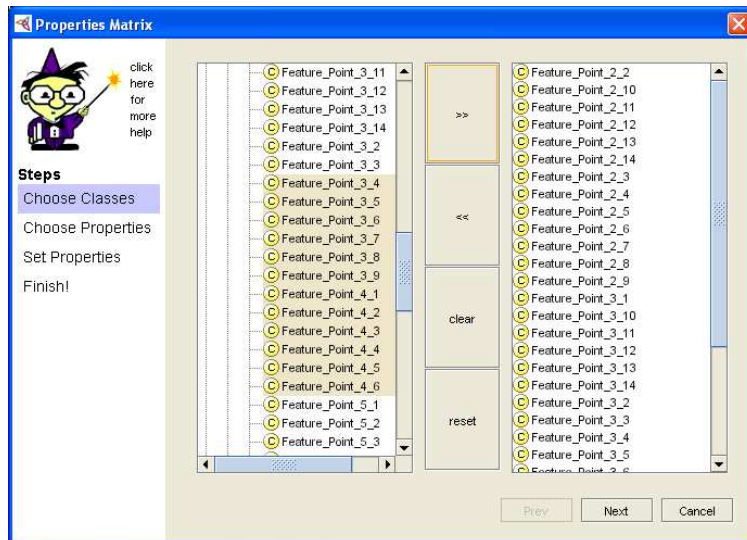 Properties Matrix
click
here
for
more
help
Steps
Choose Classes
Choose Properties
Set Properties
Finish!
Feature_Point_3_11
Feature_Point_3_12
Feature_Point_3_13
Feature_Point_3_14
Feature_Point_3_2
Feature_Point_3_3
Feature_Point_3_4
Feature_Point_3_5
Feature_Point_3_6
Feature_Point_3_7
Feature_Point_3_8
Feature_Point_3_9
Feature_Point_4_1
Feature_Point_4_2
Feature_Point_4_3
Feature_Point_4_4
Feature_Point_4_5
Feature_Point_4_6
Feature_Point_5_1
Feature_Point_5_2
Feature_Point_5_3
>>
<<
clear
reset
Feature_Point_2_2
Feature_Point_2_10
Feature_Point_2_11
Feature_Point_2_12
Feature_Point_2_13
Feature_Point_2_14
Feature_Point_2_3
Feature_Point_2_4
Feature_Point_2_5
Feature_Point_2_6
Feature_Point_2_7
Feature_Point_2_8
Feature_Point_2_9
Feature_Point_3_1
Feature_Point_3_10
Feature_Point_3_11
Feature_Point_3_12
Feature_Point_3_13
Feature_Point_3_14
Feature_Point_3_2
Feature_Point_3_3
Feature_Point_3_4
Feature_Point_3_5
Feature_Point_3_6
Prev Next Cancel